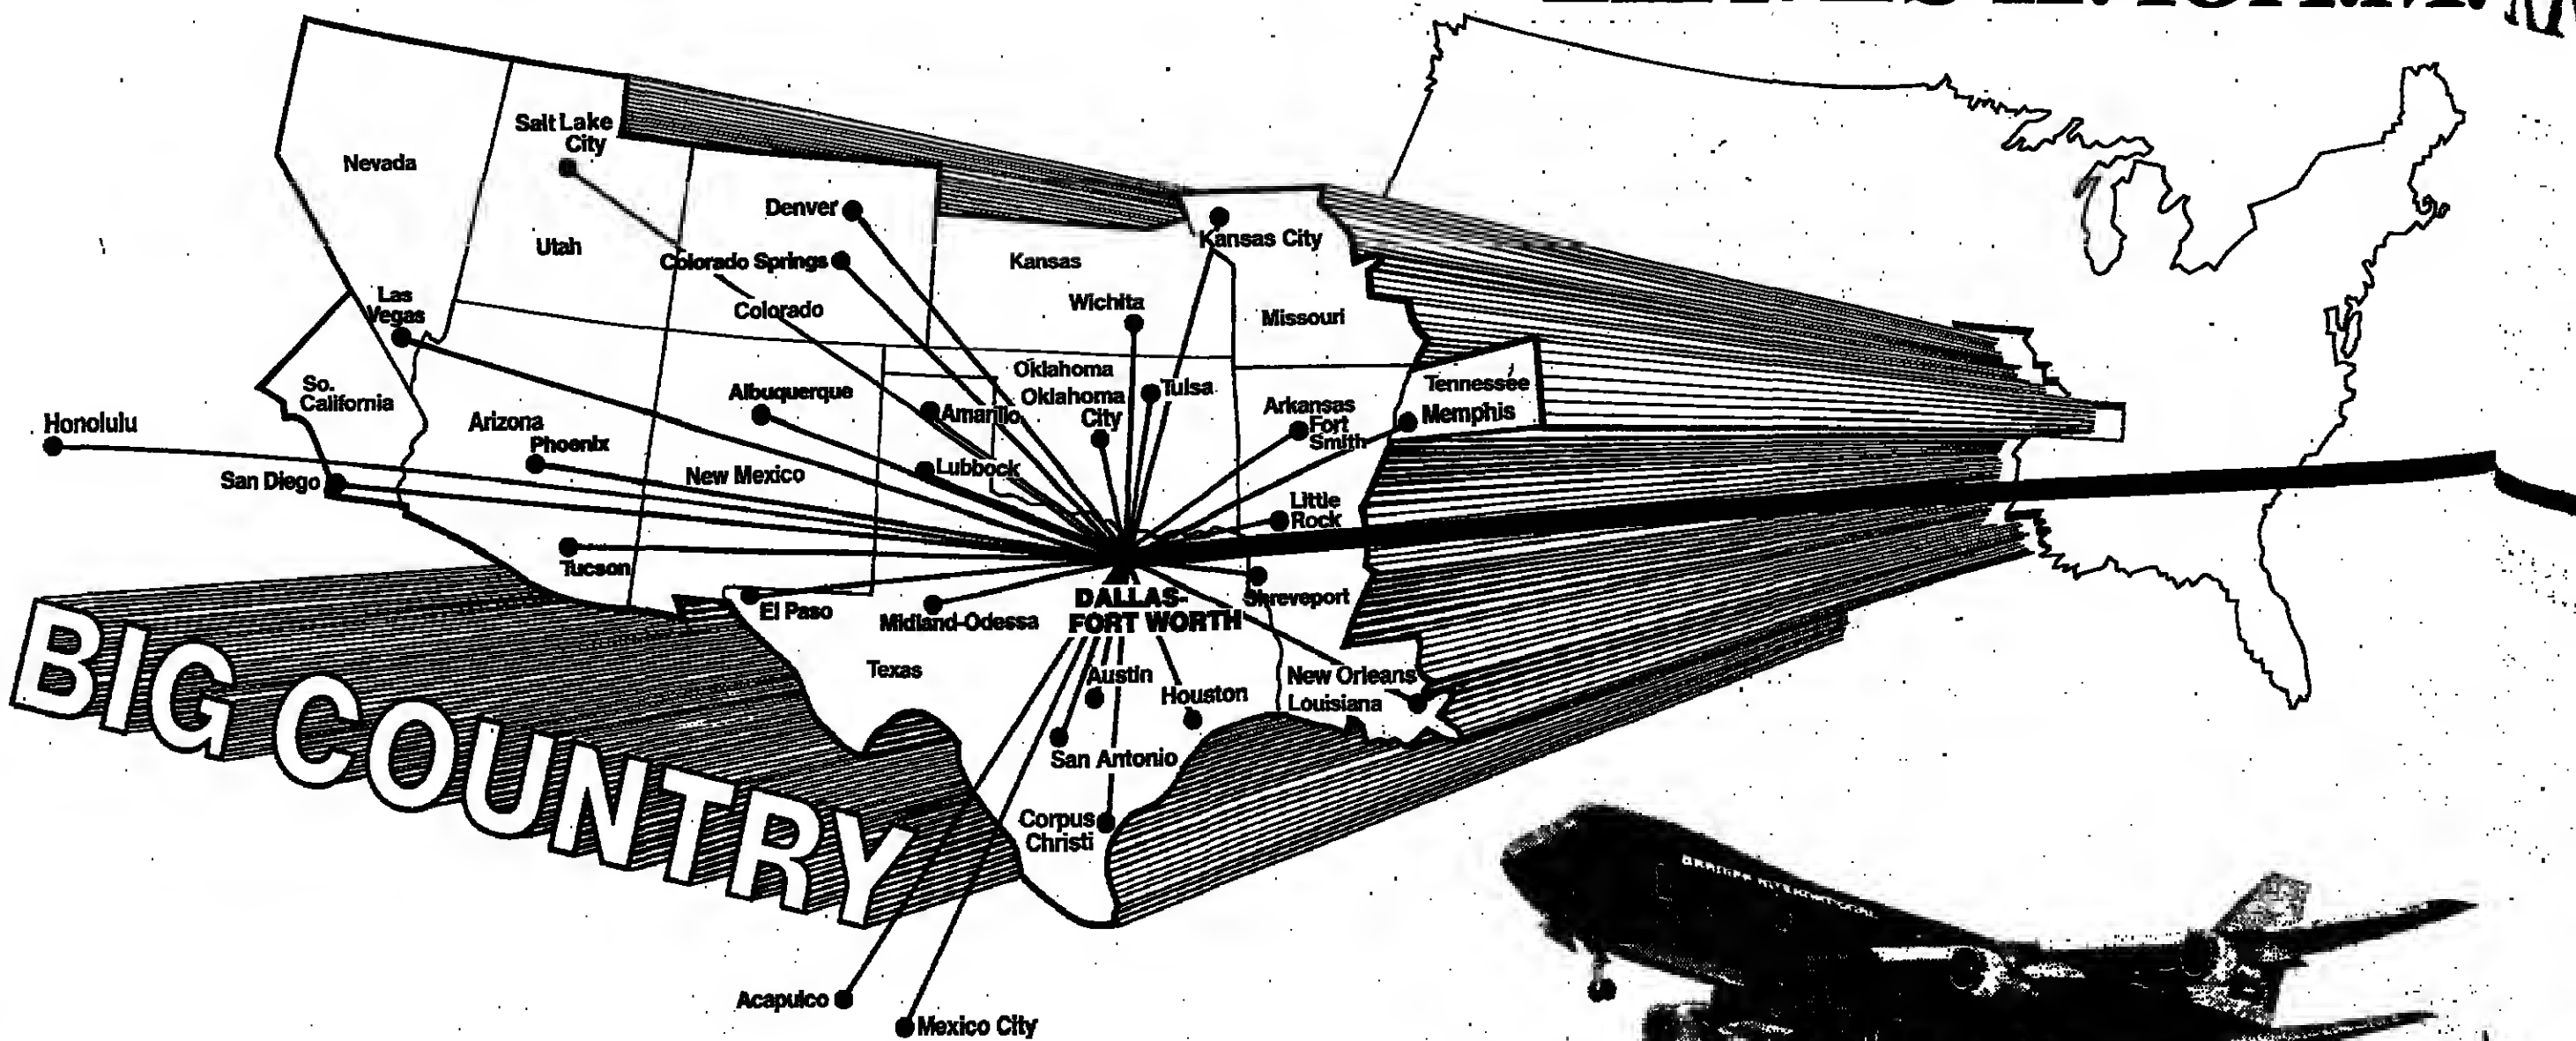 Salt Lake
City
Nevada
Denver
Kansas City
Utah
Colorado Springs
Kansas
Las
Vegas
Colorado
Wichita
Missouri
So.
California
Albuquerque
Oklahoma
Oklahoma
City
Tulsa
Tennessee
Memphis
Amarillo
Arkansas
Fort
Smith
Honolulu
Arizona
Phoenix
San Diego
New Mexico
Lubbock
Little
Rock
Tucson
El Paso
Midland-Odessa
DALLAS-
FORT WORTH
Shreveport
BIG COUNTRY
Texas
Austin
Houston
New Orleans
Louisiana
San Antonio
Corpus
Christi
Acapulco
Mexico City